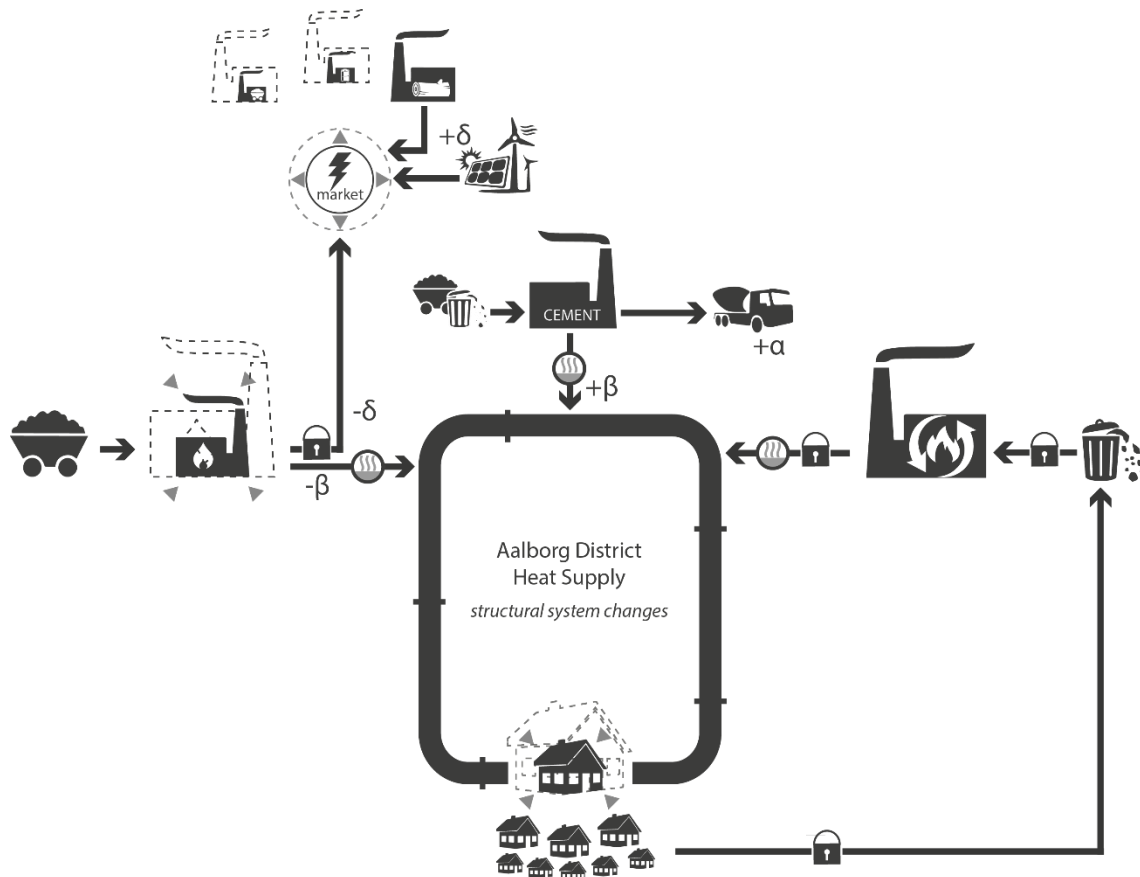 +δ
market
CEMENT
+α
+β
-δ
-β
Aalborg District
Heat Supply
structural system changes